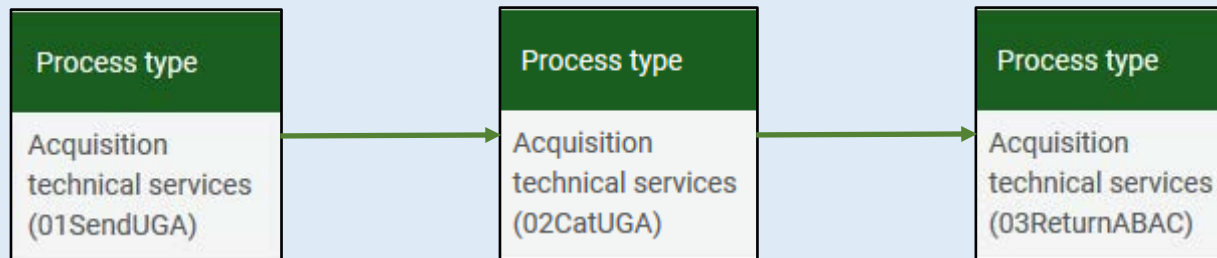 Process type
Acquisition
technical services
(01SendUGA)
Process type
Acquisition
technical services
(02CatUGA)
Process type
Acquisition
technical services
(03ReturnABAC)